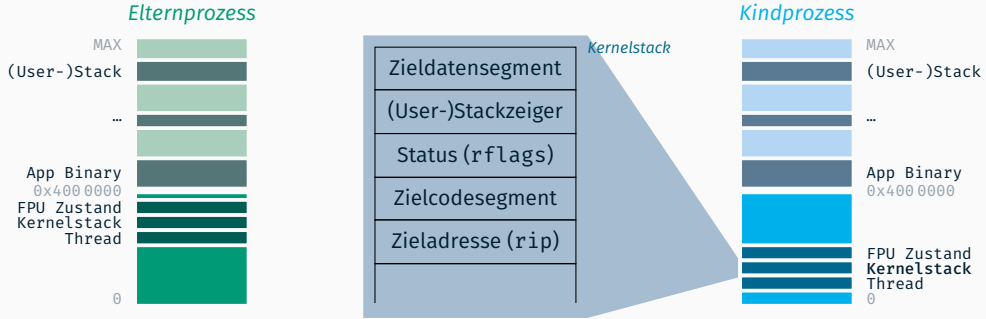 Elternprozess
MAX
(User-)Stack
…
App Binary
0x400 0000
FPU Zustand
Kernelstack
Thread
0
Kernelstack
Zieldatensegment
(User-)Stackzeiger
Status (rflags)
Zielcodesegment
Zieladresse (rip)
Kindprozess
MAX
(User-)Stack
…
App Binary
0x400 0000
FPU Zustand
Kernelstack
Thread
0